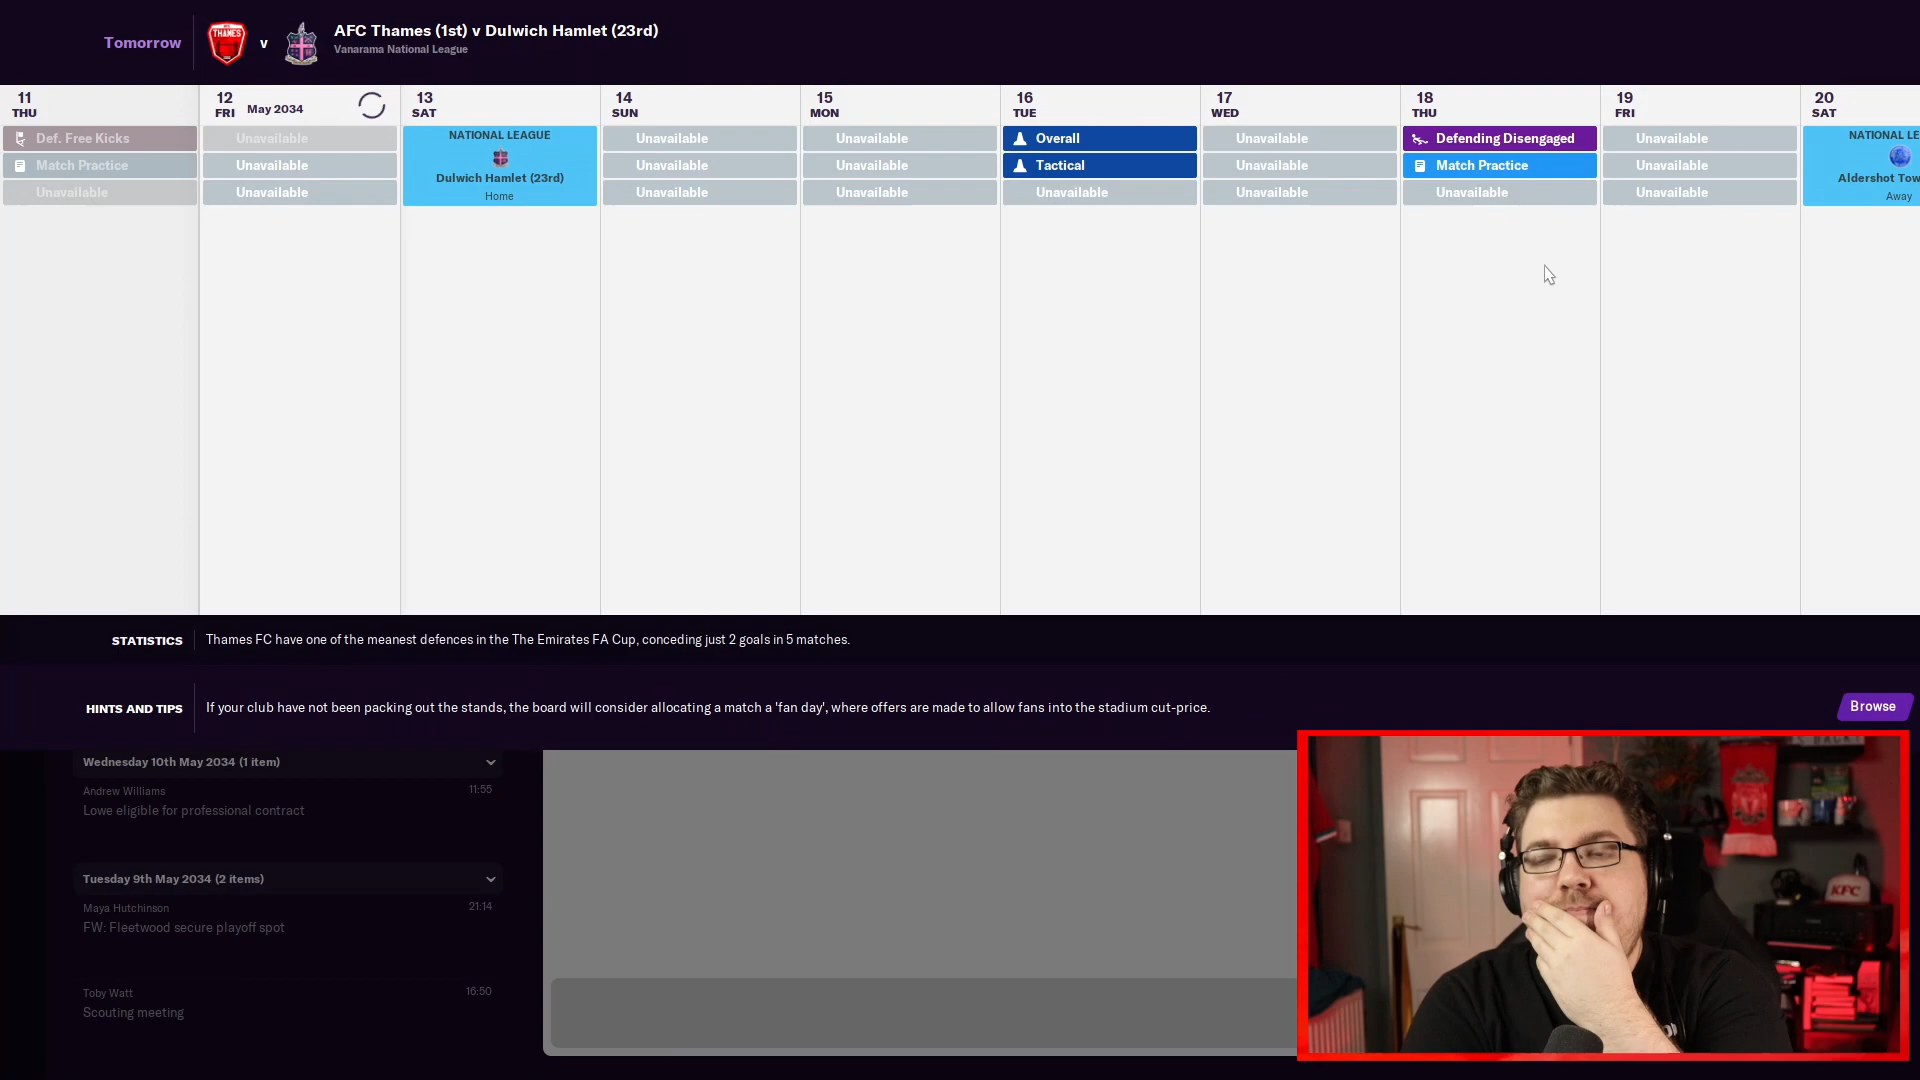 Tomorrow
THAMES
v
AFC Thames (1st) v Dulwich Hamlet (23rd)
Vanarama National League
11
THU
12
FRI
May 2034
13
SAT
14
SUN
15
MON
16
TUE
17
WED
18
THU
19
FRI
20
SAT
Def. Free Kicks
Match Practice
Unavailable
Unavailable
Unavailable
Unavailable
NATIONAL LEAGUE
Dulwich Hamlet (23rd)
Home
Unavailable
Unavailable
Unavailable
Unavailable
Unavailable
Unavailable
Overall
Tactical
Unavailable
Unavailable
Unavailable
Unavailable
Defending Disengaged
Match Practice
Unavailable
Unavailable
Unavailable
Unavailable
NATIONAL LE
Aldershot Tow
Away
STATISTICS
Thames FC have one of the meanest defences in the The Emirates FA Cup, conceding just 2 goals in 5 matches.
HINTS AND TIPS
If your club have not been packing out the stands, the board will consider allocating a match a 'fan day', where offers are made to allow fans into the stadium cut-price.
Browse
Wednesday 10th May 2034 (1 item)
Andrew Williams
11:55
Lowe eligible for professional contract
Tuesday 9th May 2034 (2 items)
Maya Hutchinson
21:14
FW: Fleetwood secure playoff spot
Toby Watt
16:50
Scouting meeting
KFC